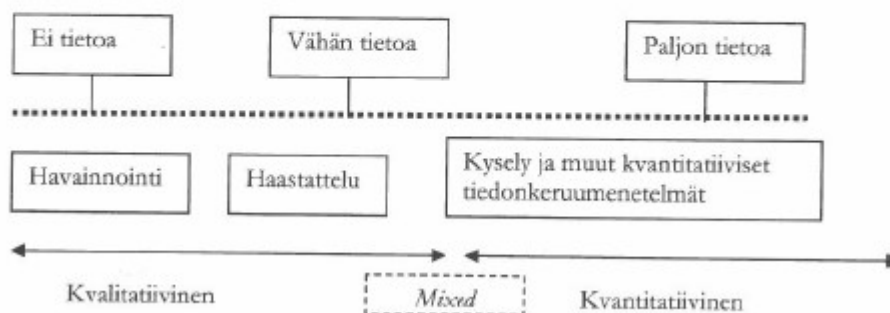 Ei tietoa
Vähän tietoa
Paljon tietoa
Havainnointi
Haastattelu
Kysely ja muut kvantitatiiviset
tiedonkeruumenetelmät
Kvalitatiivinen
Mixed
Kvantitatiivinen